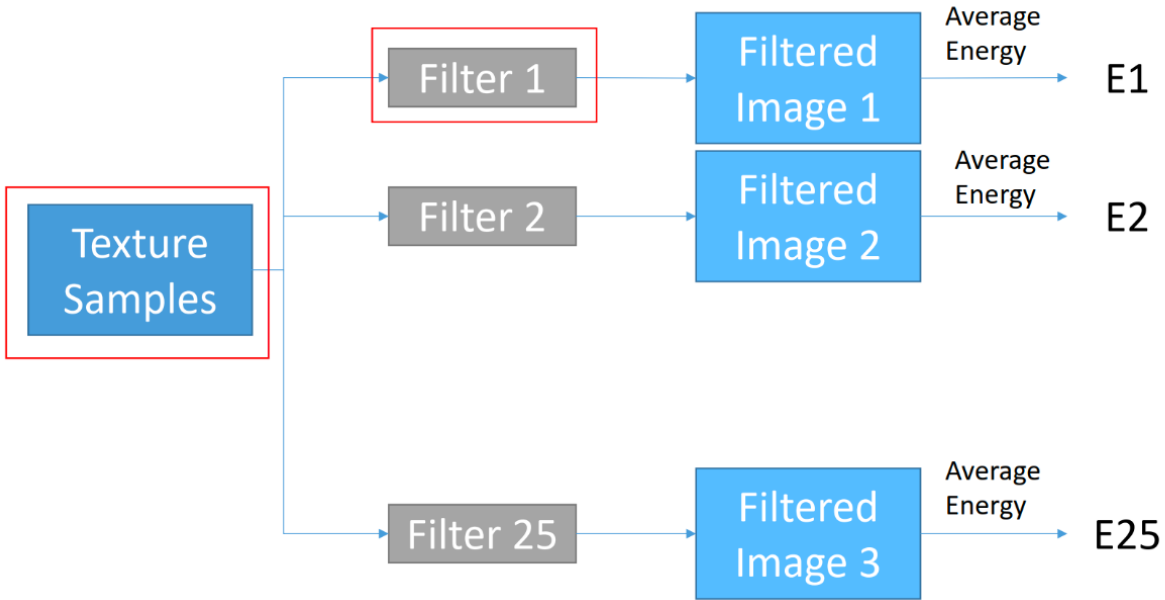 Texture
Samples
Filter 1
Filtered
Image 1
Average
Energy
E1
Filter 2
Filtered
Image 2
Average
Energy
E2
Filter 25
Filtered
Image 3
Average
Energy
E25